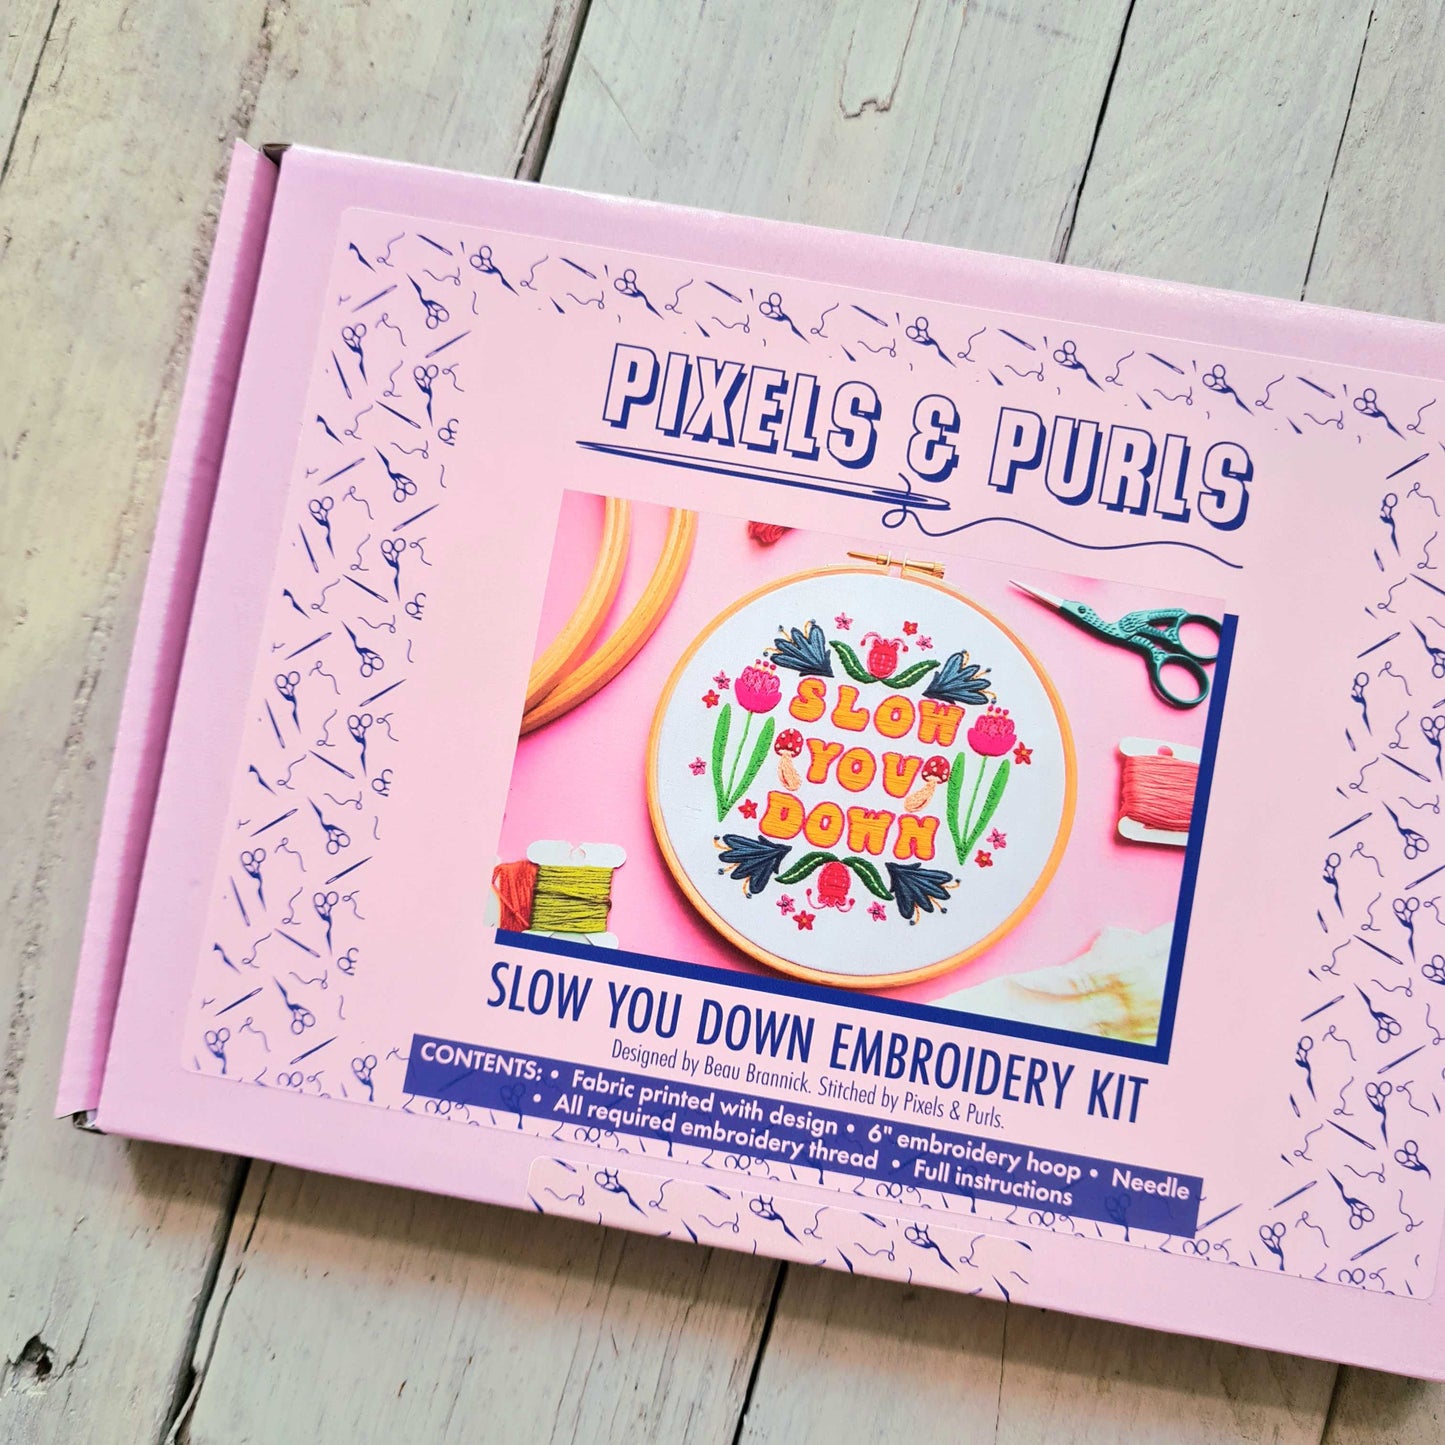 PIXELS & PURLS
SLOW
YOU
DOWN
SLOW YOU DOWN EMBROIDERY KIT
Designed by Beau Brannick. Stitched by Pixels & Purls.
CONTENTS: • Fabric printed with design • 6" embroidery hoop • Needle
• All required embroidery thread • Full instructions